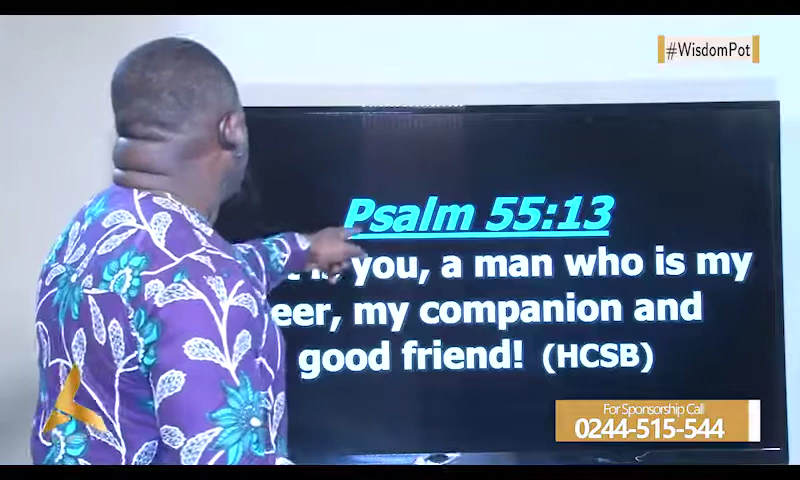 #WisdomPot
Psalm 55:13
you, a man who is my
my companion and
good friend! (HCSB)
For Sponsorship Call
0244-515-544